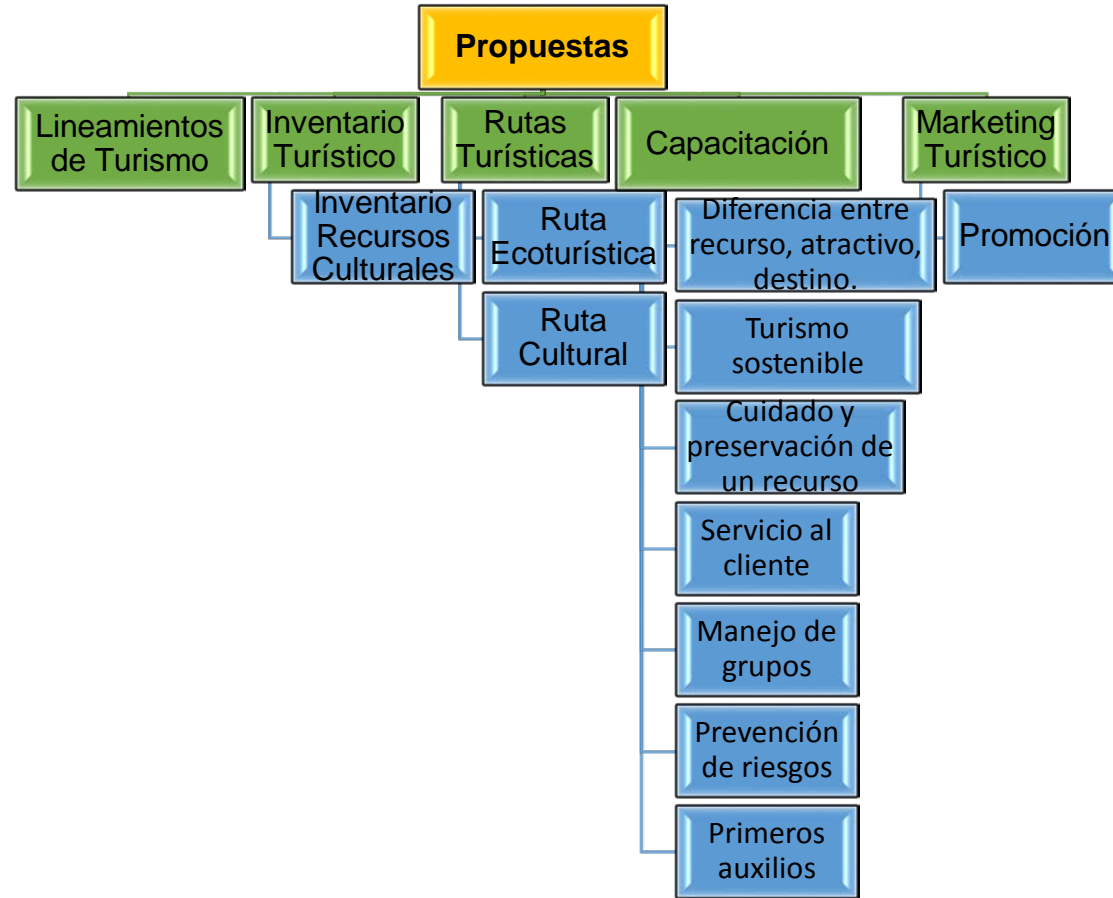 Propuestas
Lineamientos
de Turismo
Inventario
Turístico
Rutas
Turísticas
Capacitación
Marketing
Turístico
Inventario
Recursos
Culturales
Ruta
Ecoturística
Ruta
Cultural
Diferencia entre
recurso, atractivo,
destino.
Turismo
sostenible
Cuidado y
preservación de
un recurso
Servicio al
cliente
Manejo de
grupos
Prevención
de riesgos
Primeros
auxilios
Promoción